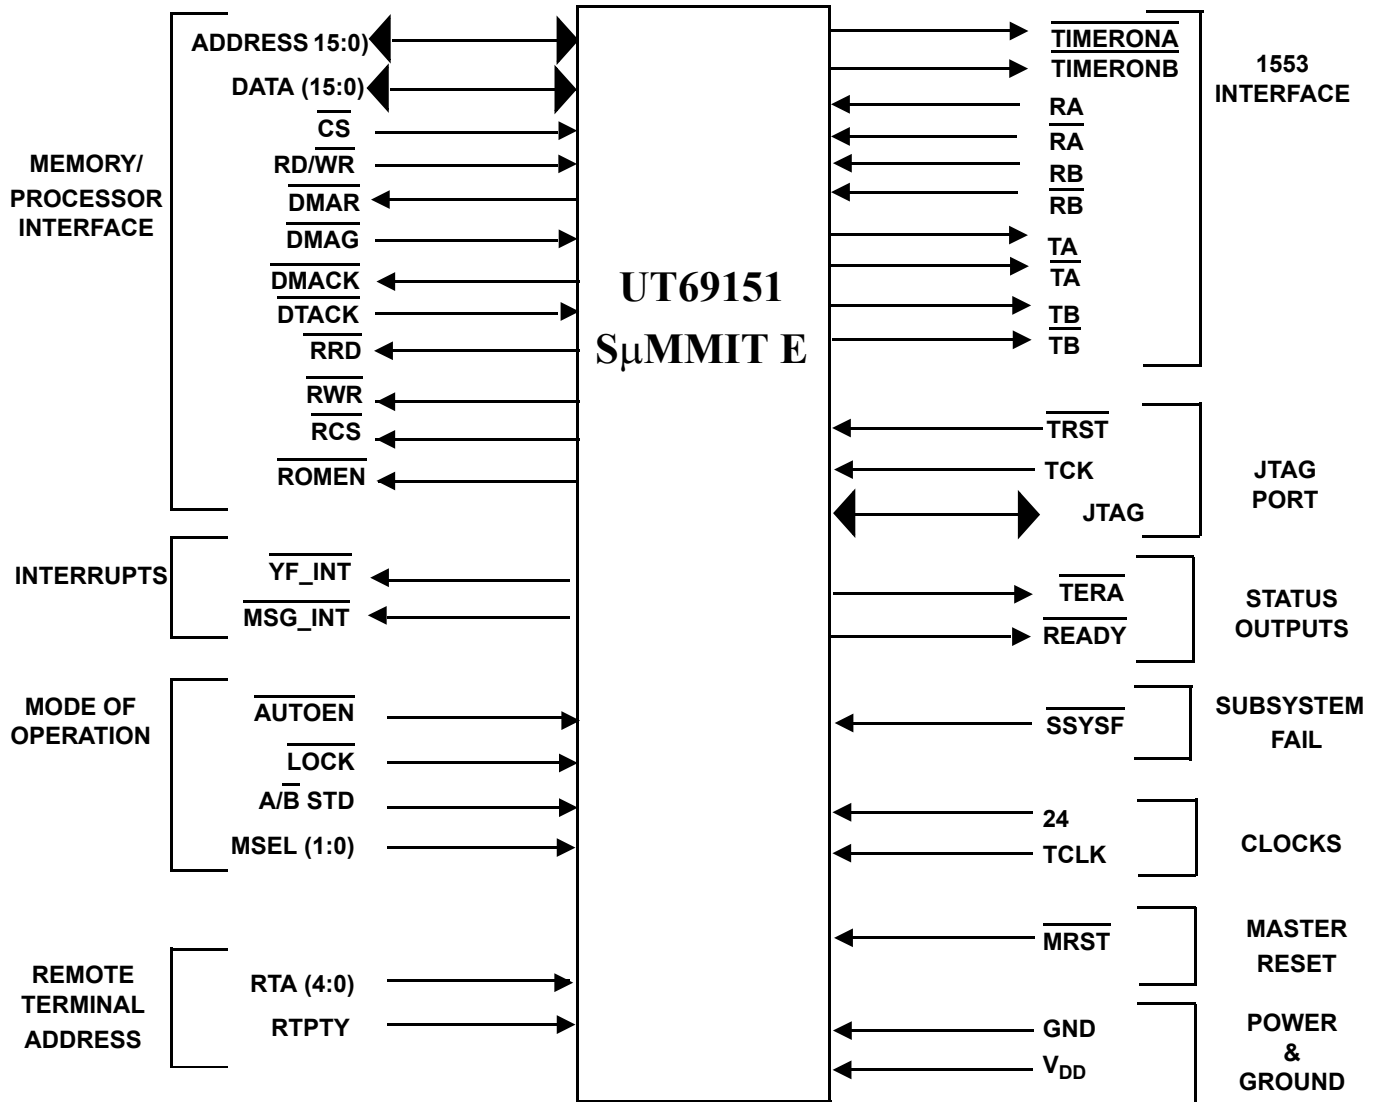 MEMORY/
PROCESSOR
INTERFACE
ADDRESS 15:0)
DATA (15:0)
CS
RD/WR
DMAR
DMAG
DMACK
DTACK
RRD
RWR
RCS
ROMEN
INTERRUPTS
YF_INT
MSG_INT
MODE OF
OPERATION
AUTOEN
LOCK
A/B STD
MSEL (1:0)
REMOTE
TERMINAL
ADDRESS
RTA (4:0)
RTPTY
UT69151
SμMMIT E
TIMERONA
TIMERONB
RA
RA
RB
RB
TA
TA
TB
TB
1553
INTERFACE
TRST
TCK
JTAG
JTAG
PORT
TERA
READY
STATUS
OUTPUTS
SSYSF
SUBSYSTEM
FAIL
24
TCLK
CLOCKS
MRST
MASTER
RESET
GND
VDD
POWER
&
GROUND